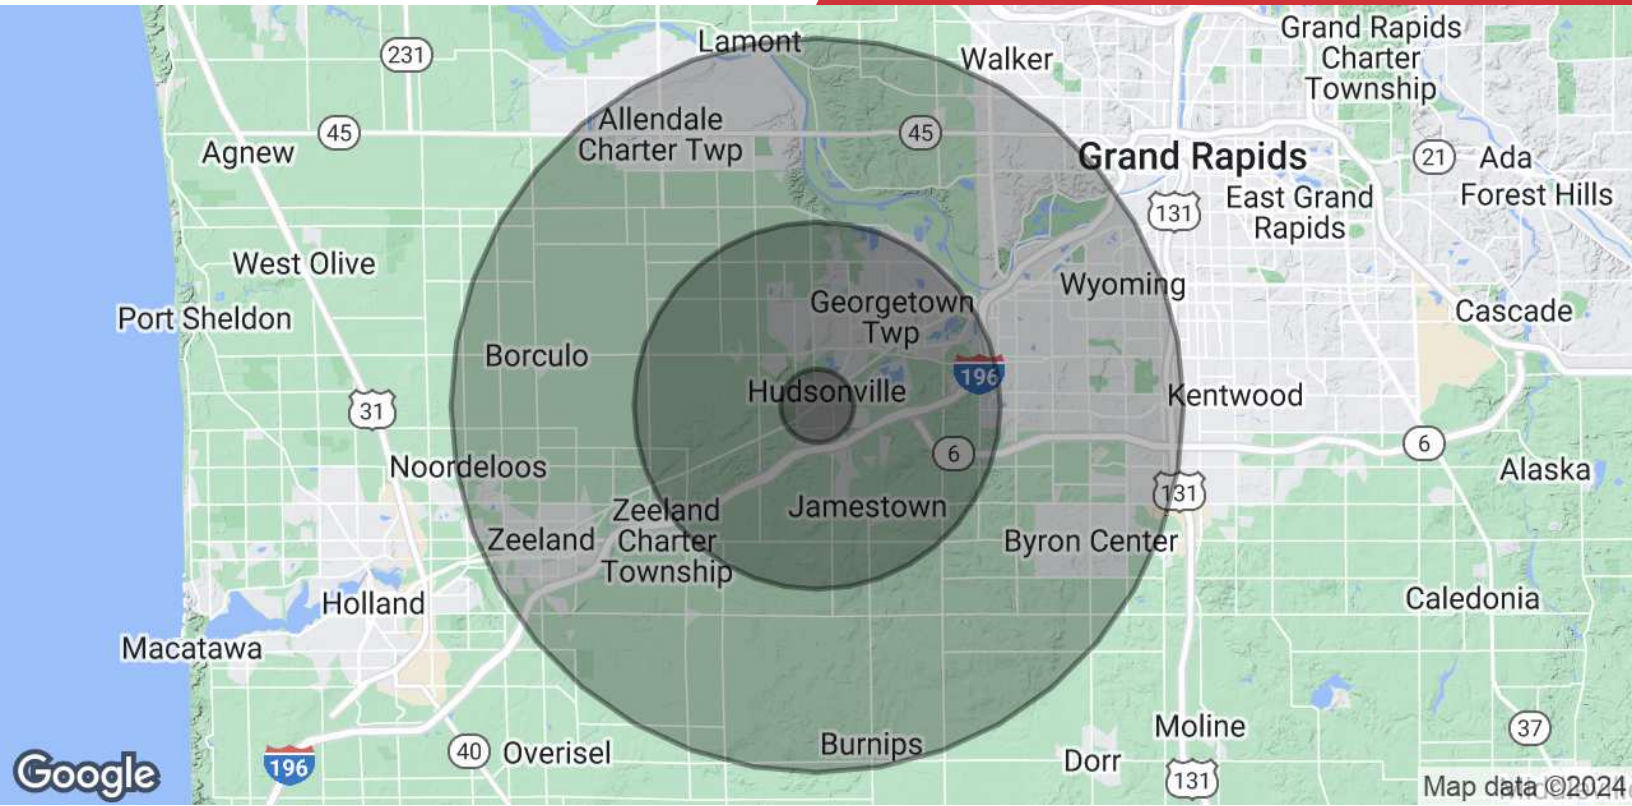 Lamont
Walker
Grand Rapids
Charter
Township
231
45
Agnew
Allendale
Charter Twp
45
Grand Rapids
21
Ada
Forest Hills
East Grand
Rapids
131
West Olive
Port Sheldon
Wyoming
Georgetown
Twp
Cascade
Borculo
196
Hudsonville
Kentwood
31
6
6
Noordeloos
Alaska
131
Zeeland
Charter
Township
Jamestown
Zeeland
Byron Center
Holland
Caledonia
Macatawa
Moline
Burnips
37
40
Overisel
Dorr
196
131
Google
Map data ©2024